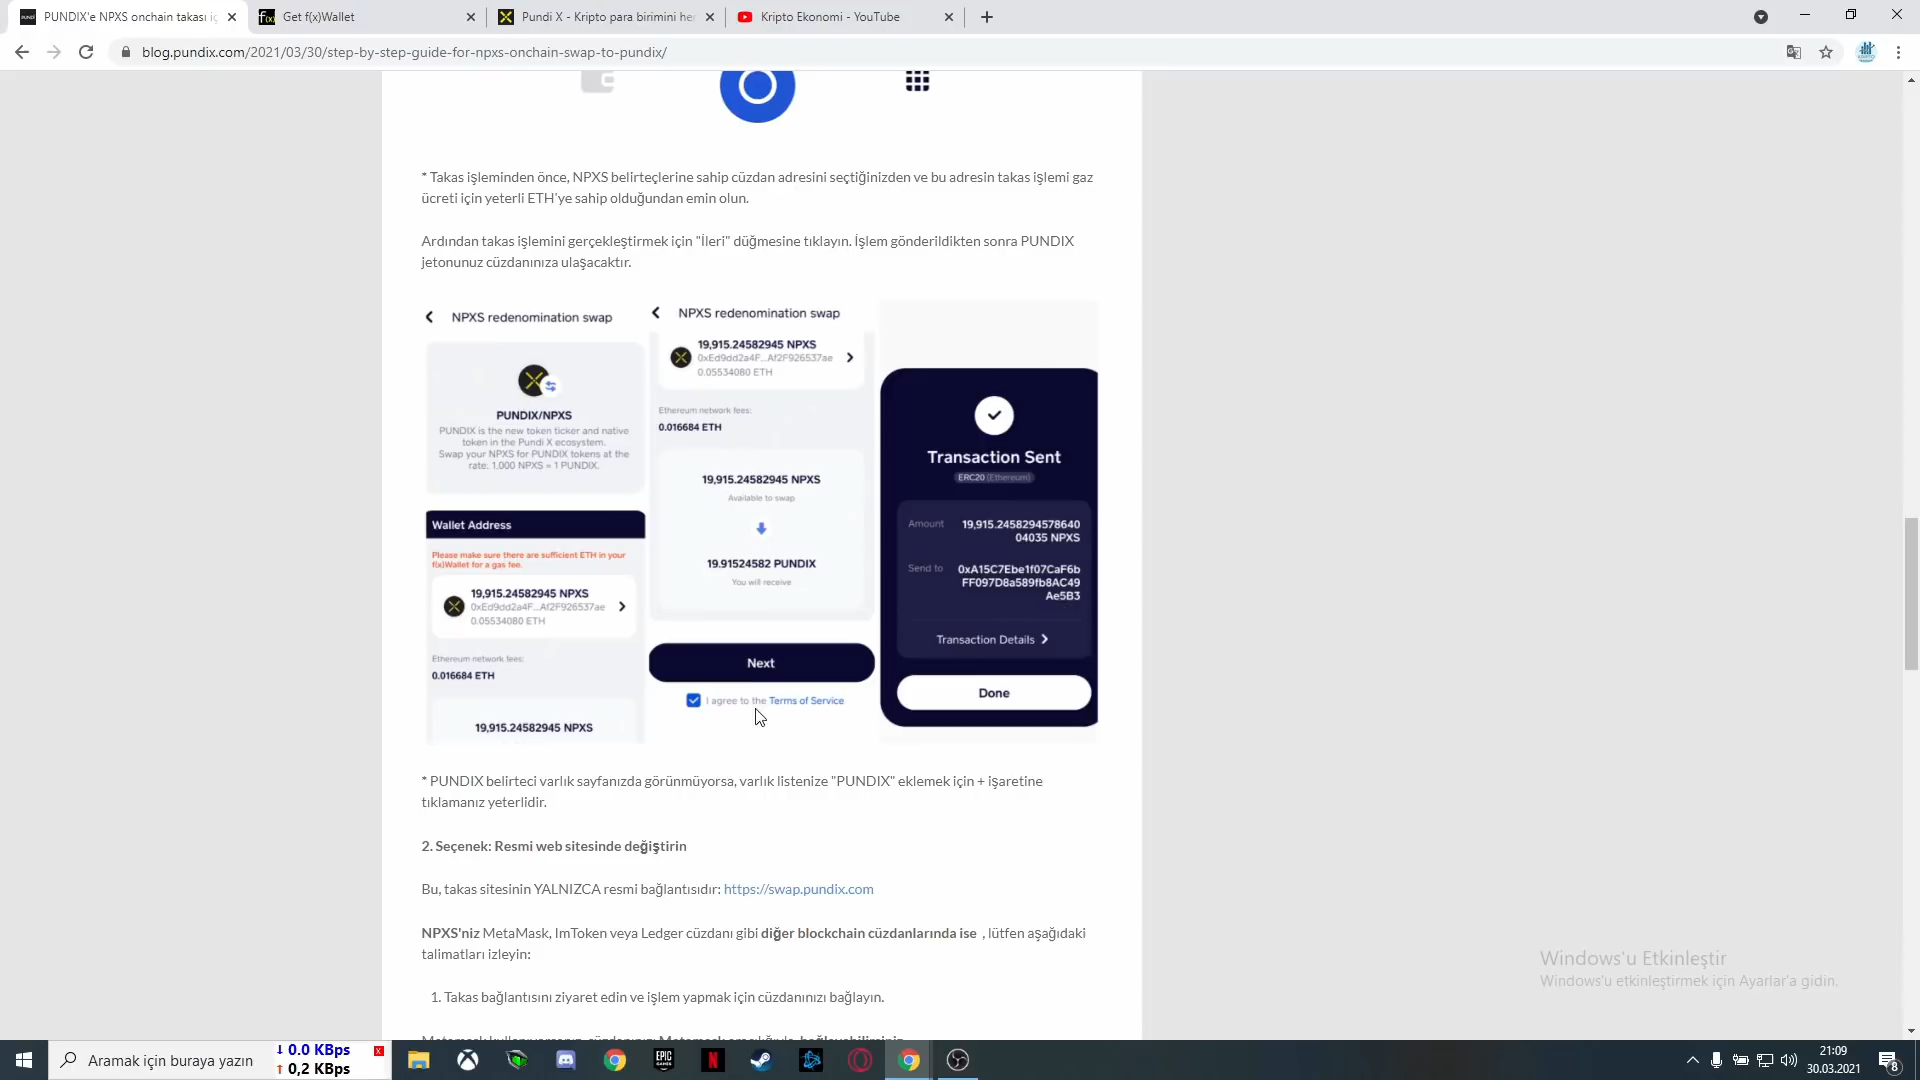 PUNDIX'e NPXS onchain takası iç
Get f(x)Wallet
Pundi X - Kripto para birimini her
Kripto Ekonomi - YouTube
blog.pundix.com/2021/03/30/step-by-step-guide-for-npxs-onchain-swap-to-pundix/
* Takas işleminden önce, NPXS belirteçlerine sahip cüzdan adresini seçtiğinizden ve bu adresin takas işlemi gaz
ücreti için yeterli ETH'ye sahip olduğundan emin olun.
Ardından takas işlemini gerçekleştirmek için "İleri" düğmesine tıklayın. İşlem gönderildikten sonra PUNDIX
jetonunuz cüzdanınıza ulaşacaktır.
NPXS redenomination swap
PUNDIX/NPXS
PUNDIX is the new token ticker and native
token in the Pundi X ecosystem.
Swap your NPXS for PUNDIX tokens at the
rate: 1,000 NPXS = 1 PUNDIX.
Wallet Address
Please make sure there are sufficient ETH in your
f(x)Wallet for a gas fee.
19,915.24582945 NPXS
0xEd9dd2a4F...Af2F926537ae
0.05534080 ETH
Ethereum network fees:
0.016684 ETH
19,915.24582945 NPXS
NPXS redenomination swap
19,915.24582945 NPXS
0xEd9dd2a4F...Af2F926537ae
0.05534080 ETH
Ethereum network fees:
0.016684 ETH
19,915.24582945 NPXS
Available to swap
19.91524582 PUNDIX
You will receive
Next
I agree to the Terms of Service
Transaction Sent
ERC20 (Ethereum)
Amount 19,915.2458294578640
04035 NPXS
Send to 0xA15C7Ebe1f07CaF6b
FF097D8a589fb8AC49
Ae5B3
Transaction Details
Done
* PUNDIX belirteci varlık sayfanızda görünmüyorsa, varlık listenize "PUNDIX" eklemek için + işaretine
tıklamanız yeterlidir.
2. Seçenek: Resmi web sitesinde değiştirin
Bu, takas sitesinin YALNIZCA resmi bağlantısıdır: https://swap.pundix.com
NPXS'niz MetaMask, ImToken veya Ledger cüzdanı gibi diğer blockchain cüzdanlarında ise , lütfen aşağıdaki
talimatları izleyin:
1. Takas bağlantısını ziyaret edin ve işlem yapmak için cüzdanınızı bağlayın.
Windows'u Etkinleştir
Windows'u etkinleştirmek için Ayarlar'a gidin.
Aramak için buraya yazın
↓ 0.0 KBps
↑ 0,2 KBps
EPIC
GAMES
21:09
30.03.2021
8